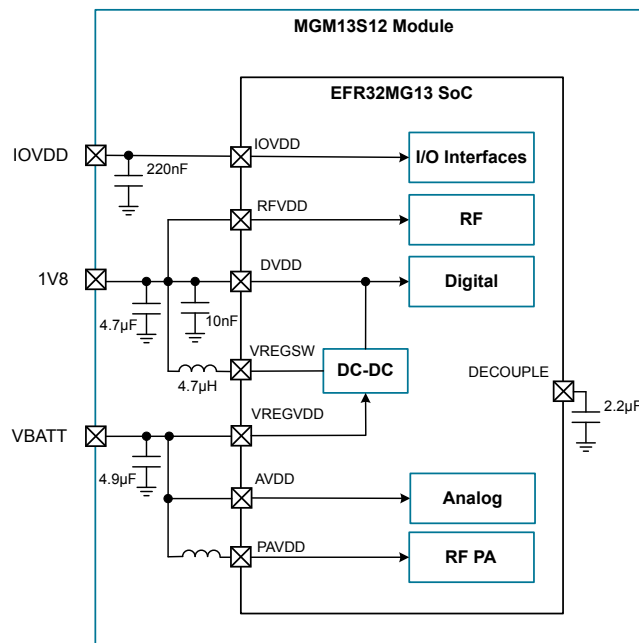 MGM13S12 Module
EFR32MG13 SoC
IOVDD
220nF
IOVDD
I/O Interfaces
RFVDD
RF
1V8
4.7µF
10nF
DVDD
Digital
4.7µH
VREGSW
DC-DC
DECOUPLE
2.2µF
VREGVDD
VBATT
4.9µF
AVDD
Analog
PAVDD
RF PA